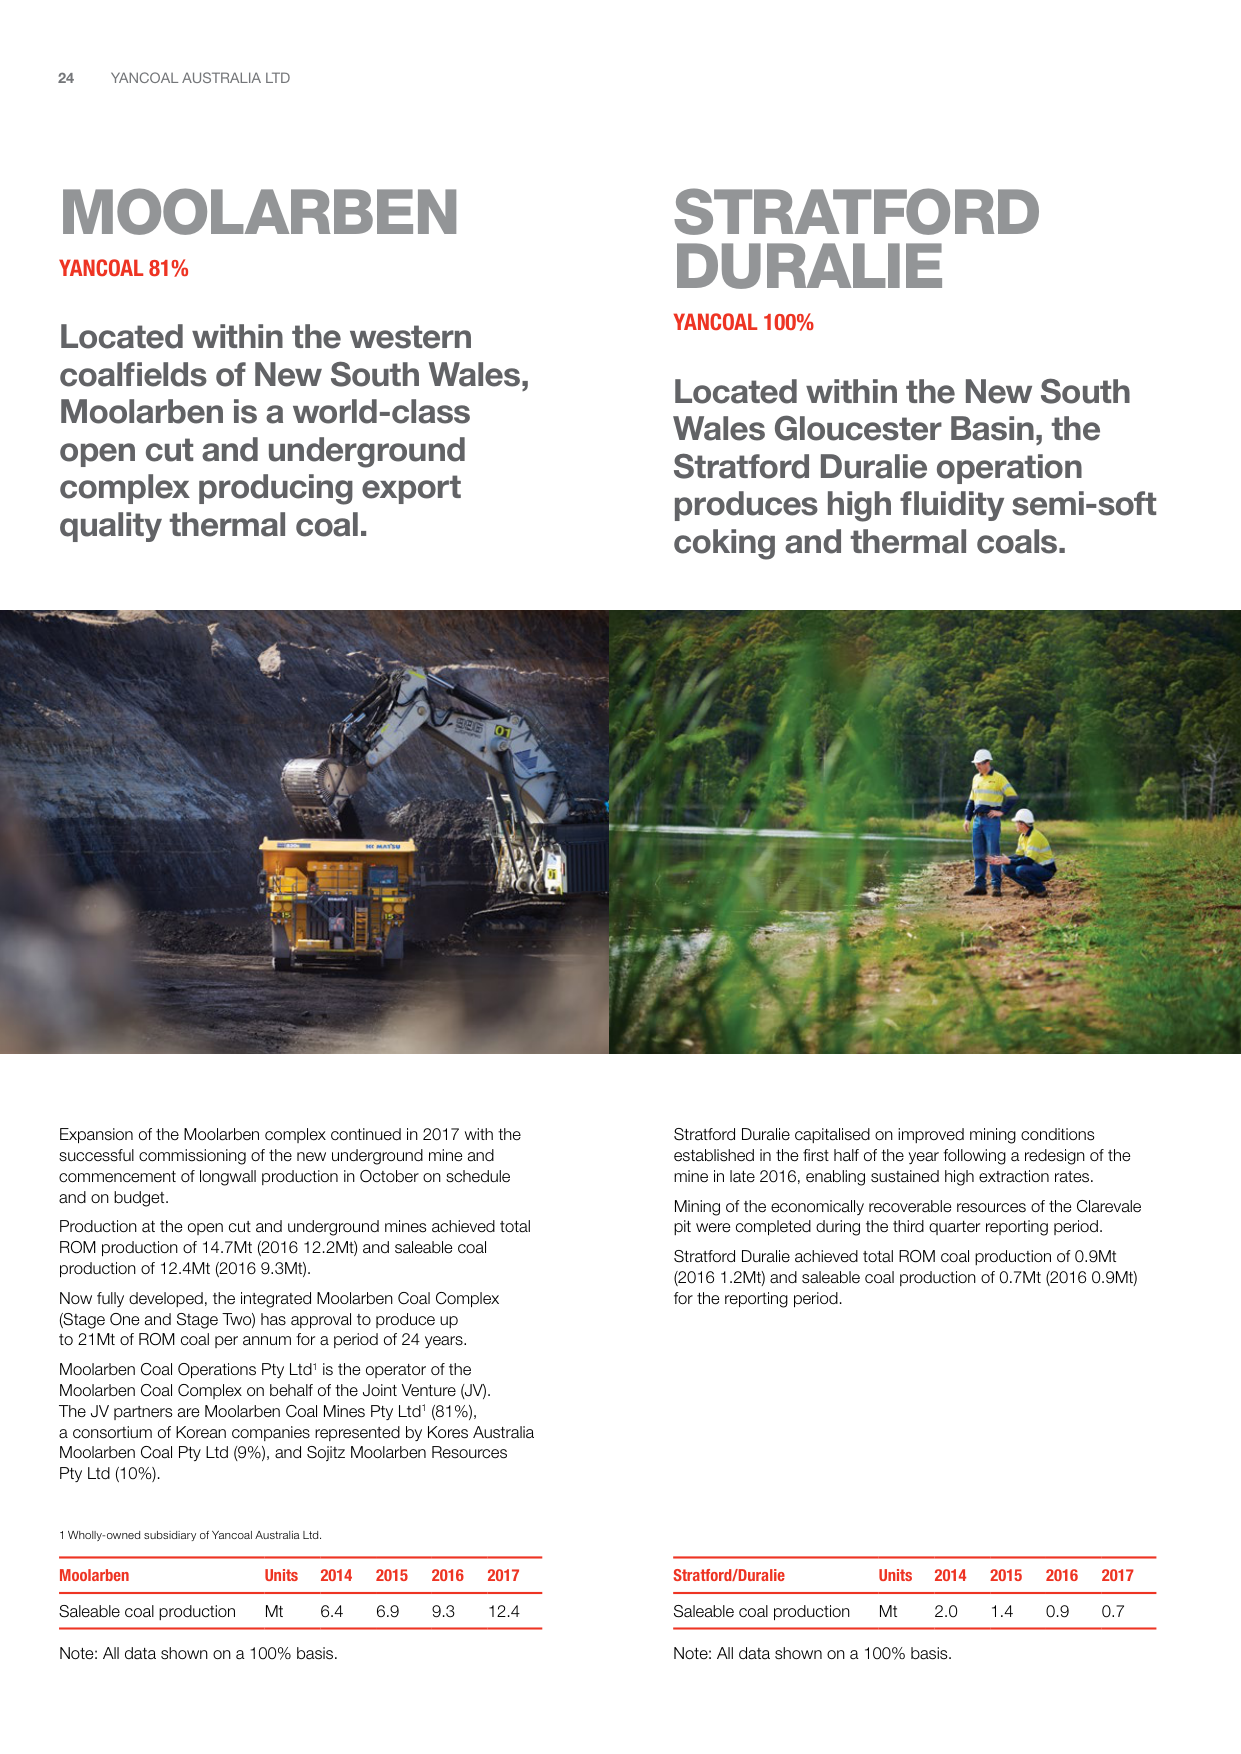 24 YANCOAL AUSTRALIA LTD
MOOLARBEN
YANCOAL 81%
Located within the western
coalfields of New South Wales,
Moolarben is a world-class
open cut and underground
complex producing export
quality thermal coal.
STRATFORD
DURALIE
YANCOAL 100%
Located within the New South
Wales Gloucester Basin, the
Stratford Duralie operation
produces high fluidity semi-soft
coking and thermal coals.
996
01
KOMATSU
15
15
Expansion of the Moolarben complex continued in 2017 with the
successful commissioning of the new underground mine and
commencement of longwall production in October on schedule
and on budget.
Production at the open cut and underground mines achieved total
ROM production of 14.7Mt (2016 12.2Mt) and saleable coal
production of 12.4Mt (2016 9.3Mt).
Now fully developed, the integrated Moolarben Coal Complex
(Stage One and Stage Two) has approval to produce up
to 21Mt of ROM coal per annum for a period of 24 years.
Moolarben Coal Operations Pty Ltd¹ is the operator of the
Moolarben Coal Complex on behalf of the Joint Venture (JV).
The JV partners are Moolarben Coal Mines Pty Ltd¹ (81%),
a consortium of Korean companies represented by Kores Australia
Moolarben Coal Pty Ltd (9%), and Sojitz Moolarben Resources
Pty Ltd (10%).
1 Wholly-owned subsidiary of Yancoal Australia Ltd.
Moolarben Units 2014 2015 2016 2017
Saleable coal production Mt 6.4 6.9 9.3 12.4
Note: All data shown on a 100% basis.
Stratford Duralie capitalised on improved mining conditions
established in the first half of the year following a redesign of the
mine in late 2016, enabling sustained high extraction rates.
Mining of the economically recoverable resources of the Clarevale
pit were completed during the third quarter reporting period.
Stratford Duralie achieved total ROM coal production of 0.9Mt
(2016 1.2Mt) and saleable coal production of 0.7Mt (2016 0.9Mt)
for the reporting period.
Stratford/Duralie Units 2014 2015 2016 2017
Saleable coal production Mt 2.0 1.4 0.9 0.7
Note: All data shown on a 100% basis.